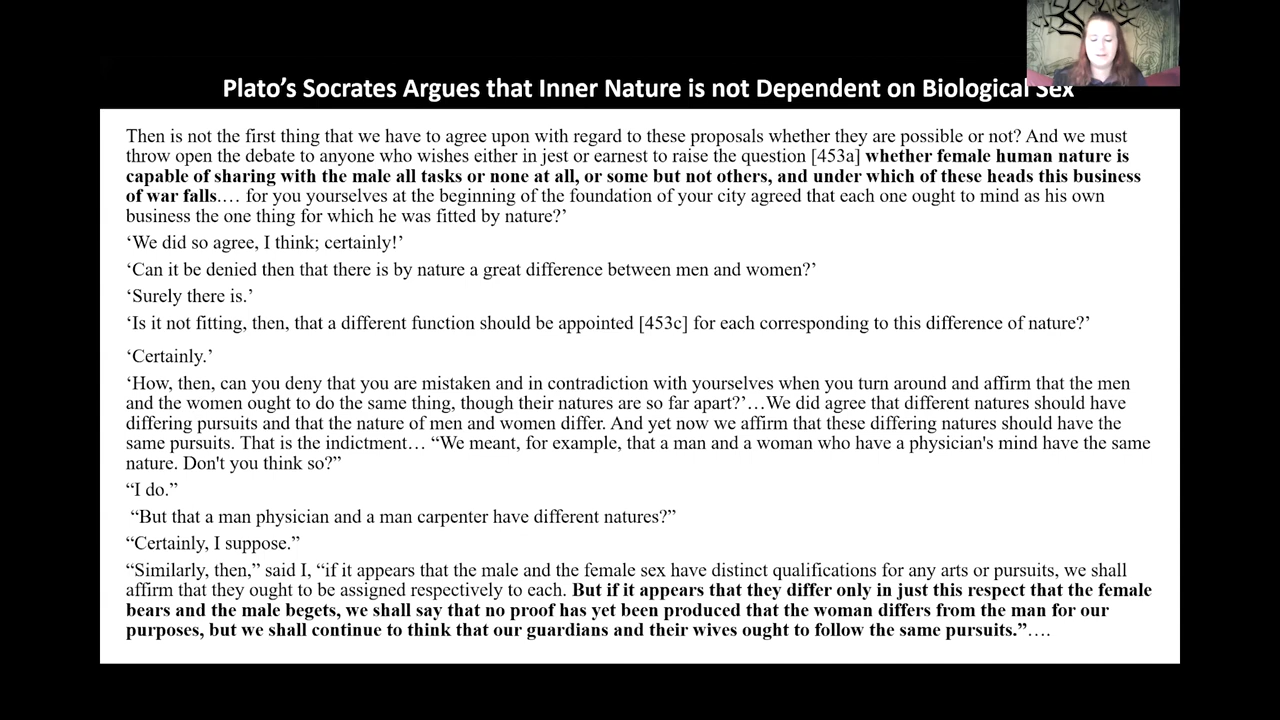 Plato’s Socrates Argues that Inner Nature is not Dependent on Biological Sex
Then is not the first thing that we have to agree upon with regard to these proposals whether they are possible or not? And we must
throw open the debate to anyone who wishes either in jest or earnest to raise the question [453a] whether female human nature is
capable of sharing with the male all tasks or none at all, or some but not others, and under which of these heads this business
of war falls.… for you yourselves at the beginning of the foundation of your city agreed that each one ought to mind as his own
business the one thing for which he was fitted by nature?’
‘We did so agree, I think; certainly!’
‘Can it be denied then that there is by nature a great difference between men and women?’
‘Surely there is.’
‘Is it not fitting, then, that a different function should be appointed [453c] for each corresponding to this difference of nature?’
‘Certainly.’
‘How, then, can you deny that you are mistaken and in contradiction with yourselves when you turn around and affirm that the men
and the women ought to do the same thing, though their natures are so far apart?’…We did agree that different natures should have
differing pursuits and that the nature of men and women differ. And yet now we affirm that these differing natures should have the
same pursuits. That is the indictment… “We meant, for example, that a man and a woman who have a physician's mind have the same
nature. Don't you think so?”
“I do.”
“But that a man physician and a man carpenter have different natures?”
“Certainly, I suppose.”
“Similarly, then,” said I, “if it appears that the male and the female sex have distinct qualifications for any arts or pursuits, we shall
affirm that they ought to be assigned respectively to each. But if it appears that they differ only in just this respect that the female
bears and the male begets, we shall say that no proof has yet been produced that the woman differs from the man for our
purposes, but we shall continue to think that our guardians and their wives ought to follow the same pursuits.”….